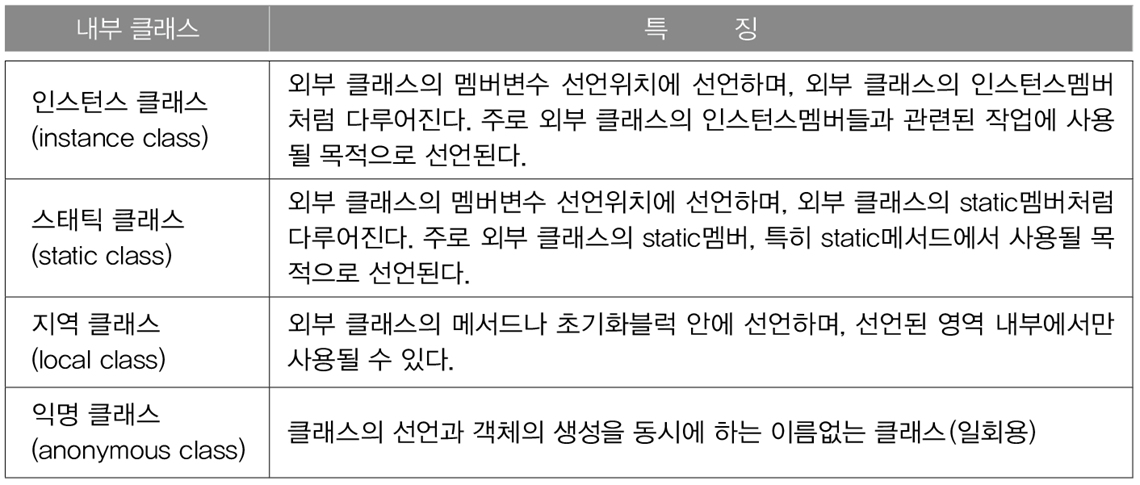 내부 클래스
특 징
인스턴스 클래스
(instance class)
외부 클래스의 멤버변수 선언위치에 선언하며, 외부 클래스의 인스턴스멤버
처럼 다루어진다. 주로 외부 클래스의 인스턴스멤버들과 관련된 작업에 사용
될 목적으로 선언된다.
스태틱 클래스
(static class)
외부 클래스의 멤버변수 선언위치에 선언하며, 외부 클래스의 static멤버처럼
다루어진다. 주로 외부 클래스의 static멤버, 특히 static메서드에서 사용될 목
적으로 선언된다.
지역 클래스
(local class)
외부 클래스의 메서드나 초기화블럭 안에 선언하며, 선언된 영역 내부에서만
사용될 수 있다.
익명 클래스
(anonymous class)
클래스의 선언과 객체의 생성을 동시에 하는 이름없는 클래스(일회용)